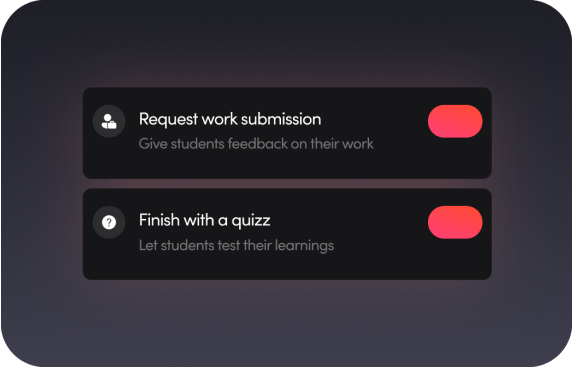 Request work submission
Give students feedback on their work
Finish with a quizz
Let students test their learnings